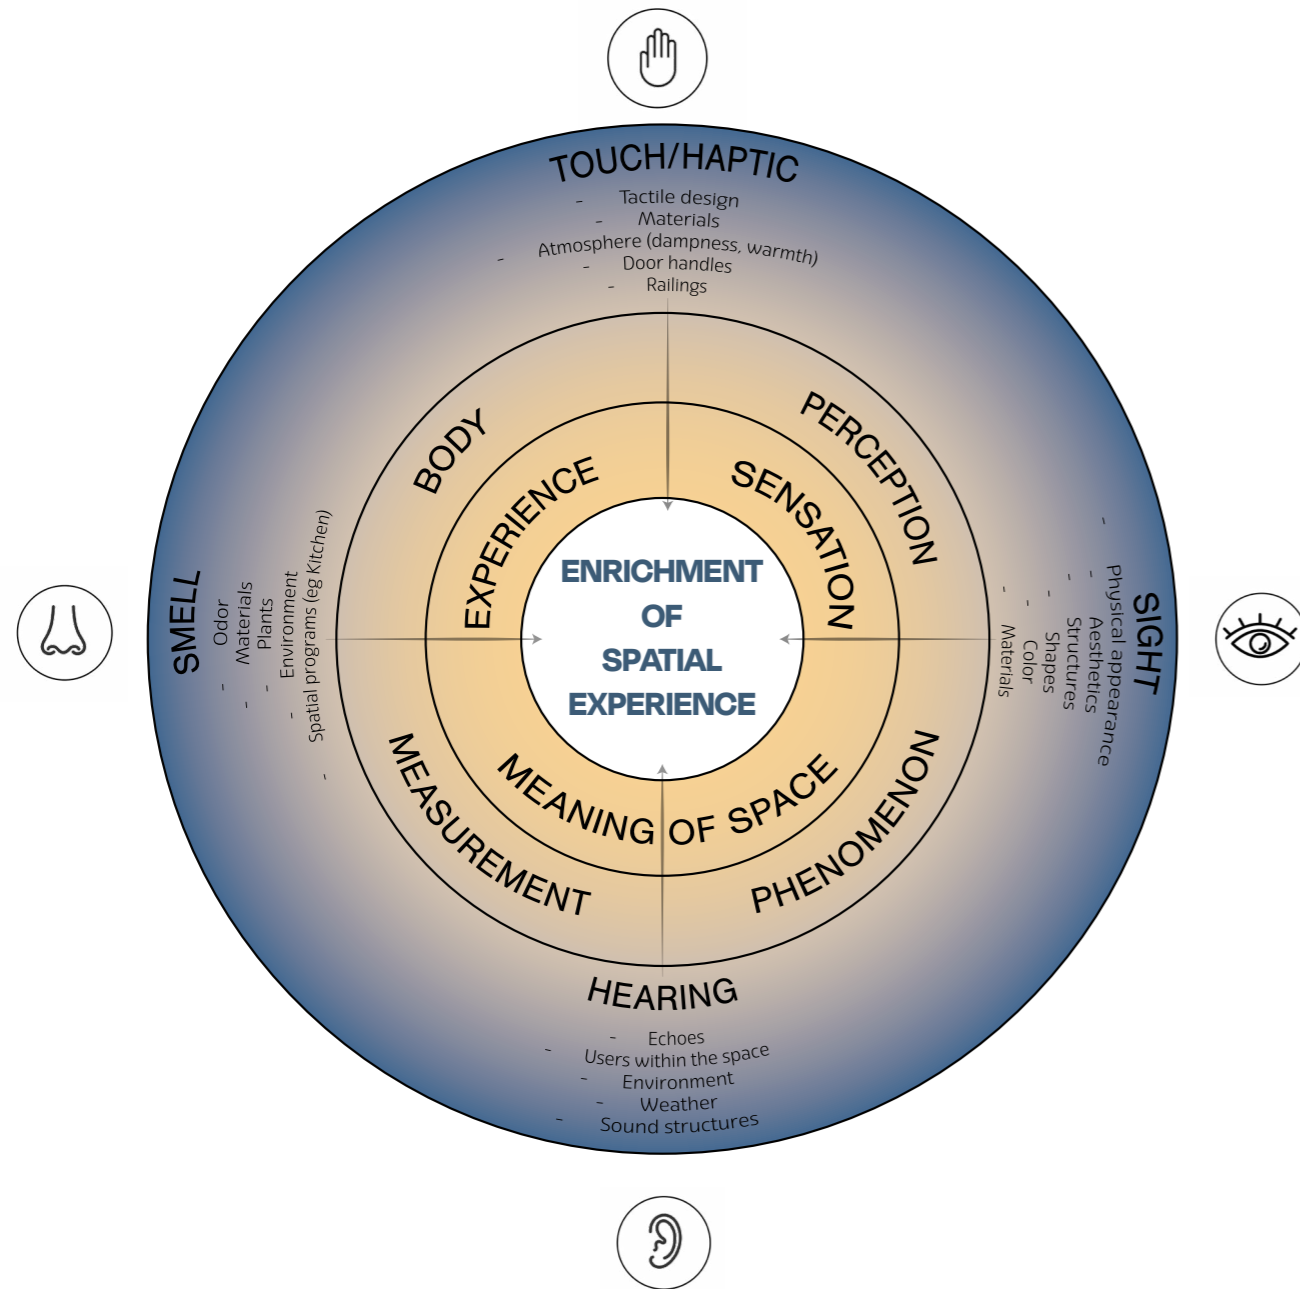 TOUCH/HAPTIC
- Tactile design
- Materials
- Atmosphere (dampness, warmth)
- Door handles
- Railings
BODY
PERCEPTION
EXPERIENCE
SENSATION
ENRICHMENT
OF
SPATIAL
EXPERIENCE
SMELL
- Odor
- Materials
- Plants
- Environment
- Spatial programs (eg Kitchen)
SIGHT
- Physical appearance
- Aesthetics
- Structures
- Shapes
- Color
- Materials
MEANING OF SPACE
MEASUREMENT
PHENOMENON
HEARING
- Echoes
- Users within the space
- Environment
- Weather
- Sound structures